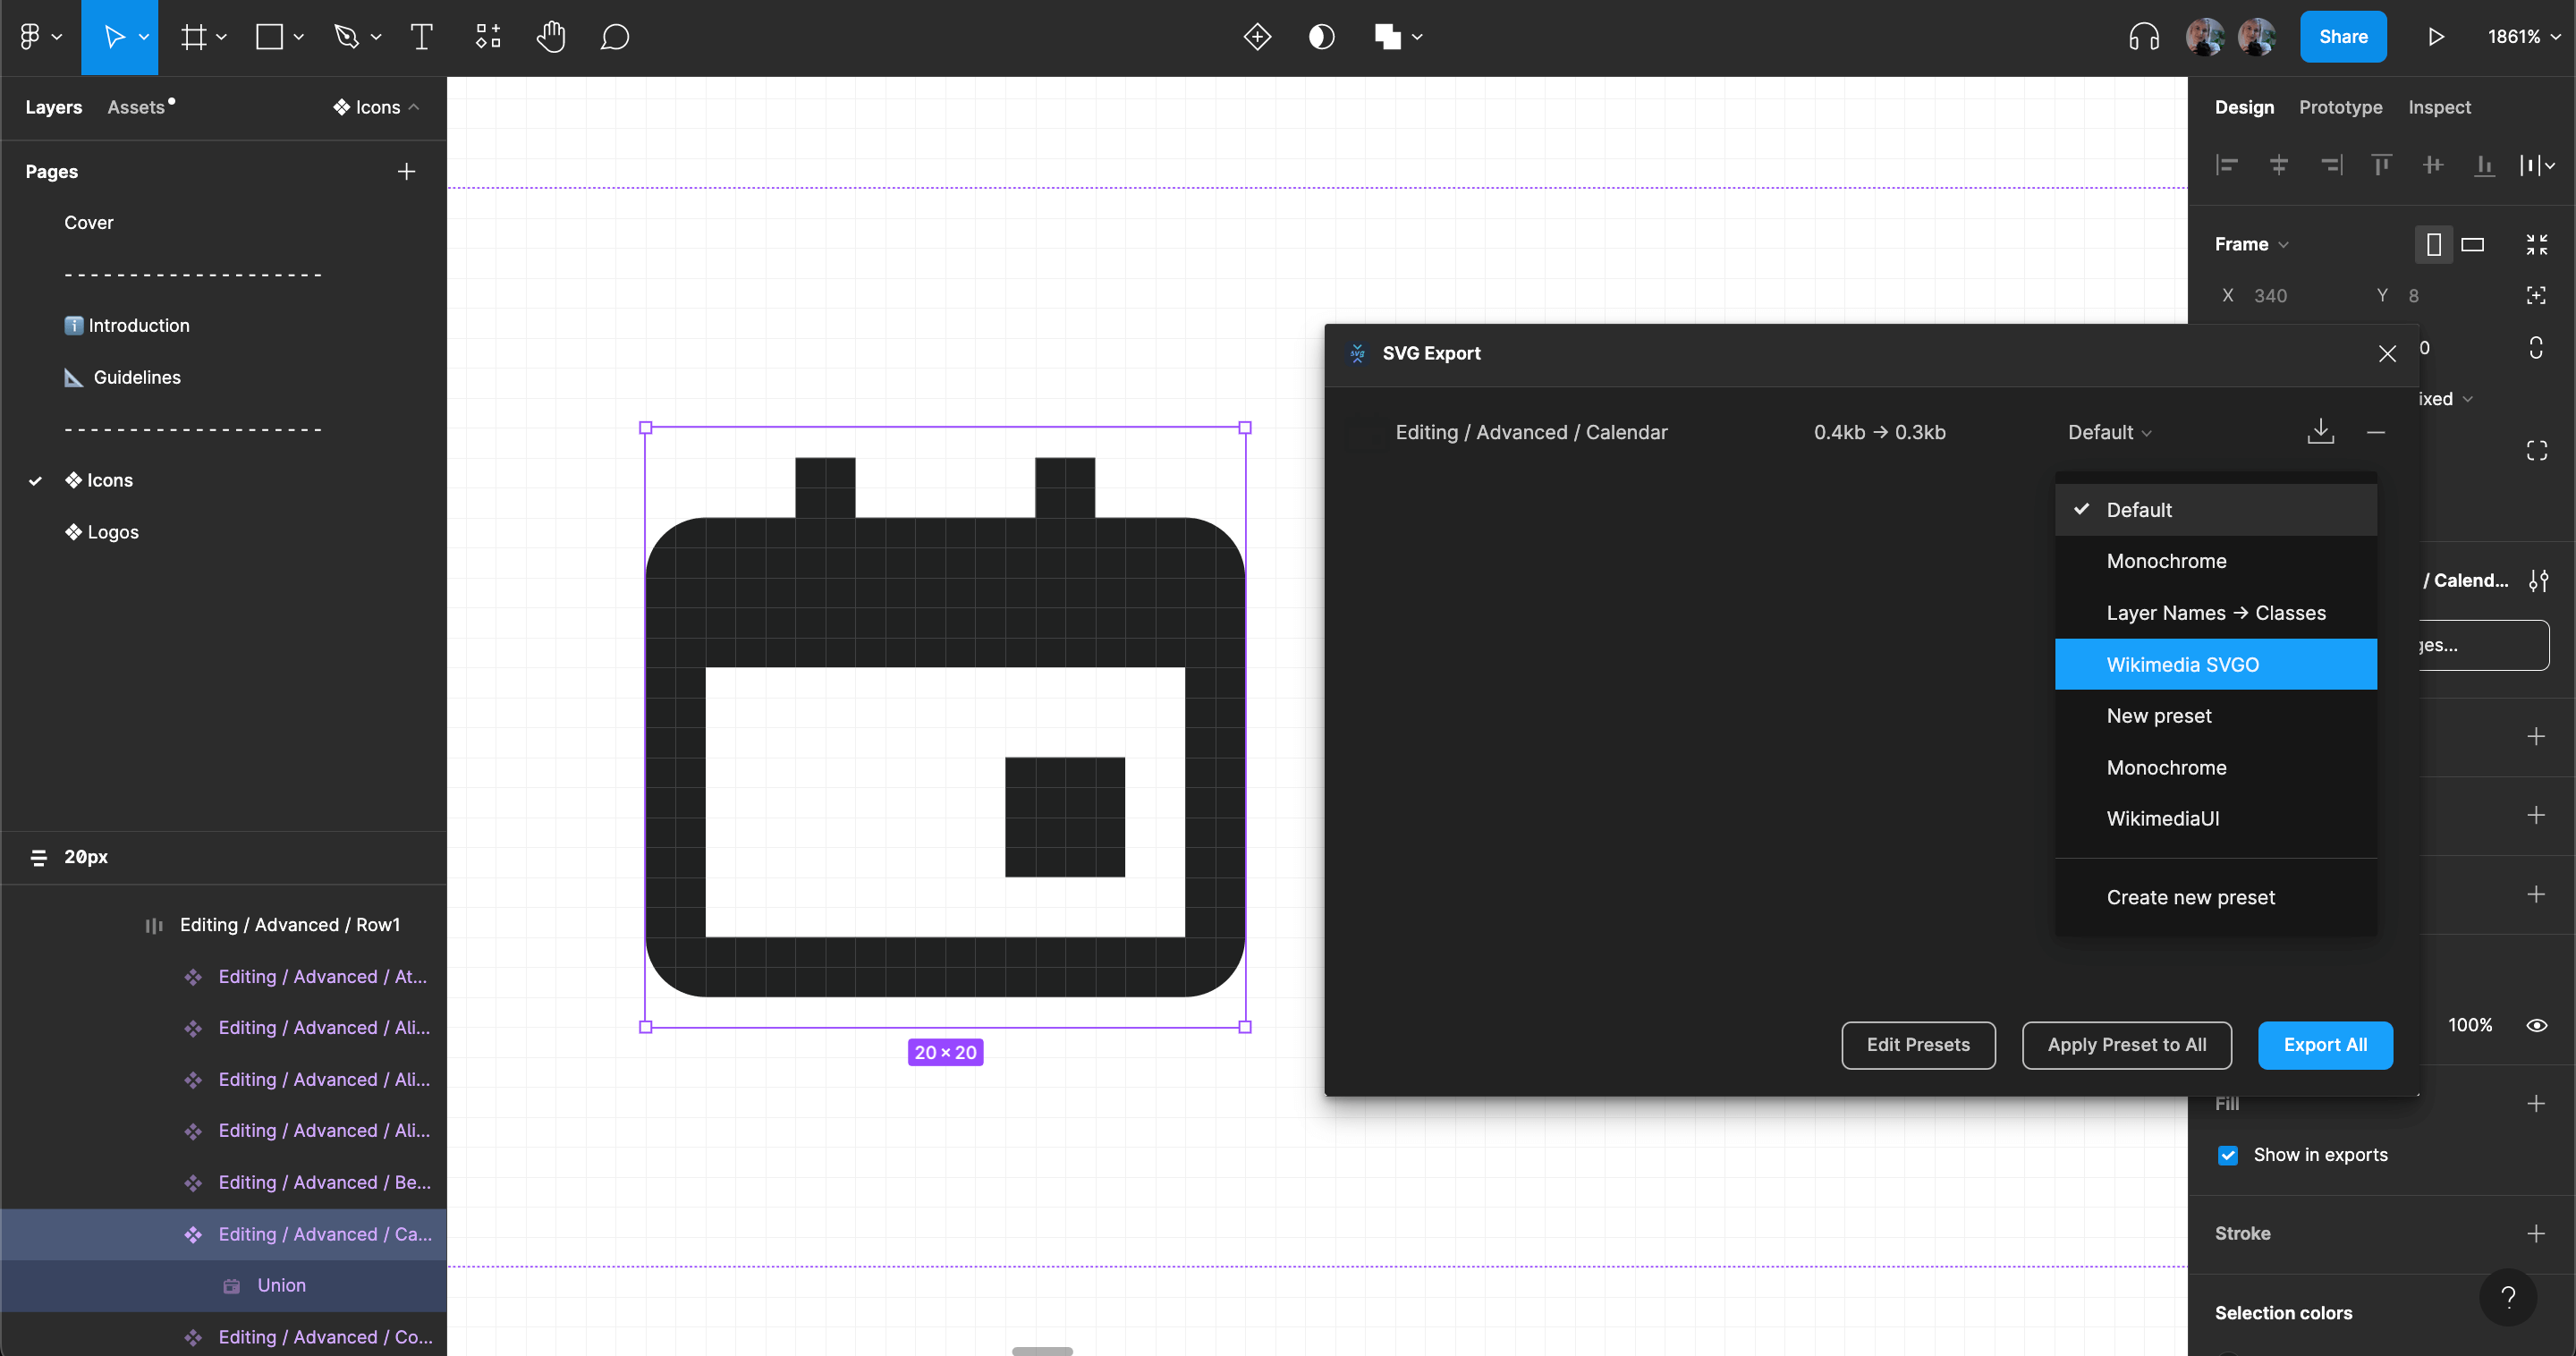 Share
1861%
Layers
Assets
Icons
Pages
Cover
- - - - - - - - - - - - - - - - - - - -
Introduction
Guidelines
- - - - - - - - - - - - - - - - - - - -
Icons
Logos
20px
Editing / Advanced / Row1
Editing / Advanced / At...
Editing / Advanced / Ali...
Editing / Advanced / Ali...
Editing / Advanced / Ali...
Editing / Advanced / Be...
Editing / Advanced / Ca...
Union
Editing / Advanced / Co...
20 × 20
svg
SVG Export
Editing / Advanced / Calendar
0.4kb → 0.3kb
Default
Default
Monochrome
Layer Names → Classes
Wikimedia SVGO
New preset
Monochrome
WikimediaUI
Create new preset
Edit Presets
Apply Preset to All
Export All
Design
Prototype
Inspect
Frame
X 340
Y 8
0
ixed
/ Calend...
ges...
100%
Fill
Show in exports
Stroke
Selection colors
?